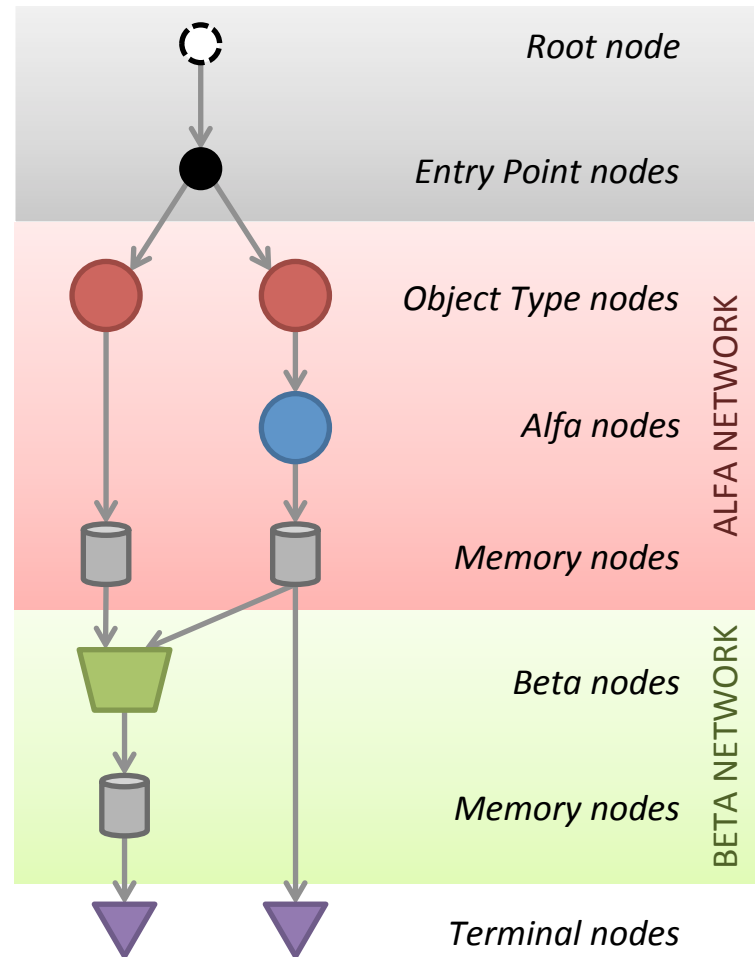 Root node
Entry Point nodes
Object Type nodes
Alfa nodes
Memory nodes
ALFA NETWORK
Beta nodes
Memory nodes
BETA NETWORK
Terminal nodes